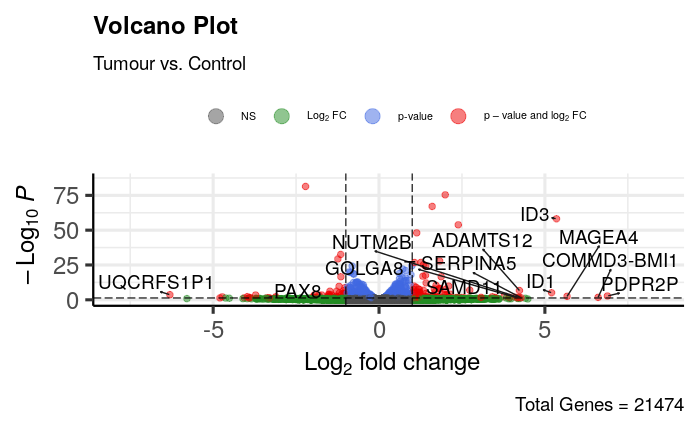 Volcano Plot
Tumour vs. Control
NS Log₂ FC p-value p – value and log₂ FC
– Log₁₀ P
75
50
25
0
ID3
NUTM2B ADAMTS12 MAGEA4
GOLGA8T SERPINA5 COMMD3-BMI1
UQCRFS1P1 PAX8 SAMD11 ID1 PDPR2P
-5 0 5
Log₂ fold change
Total Genes = 21474